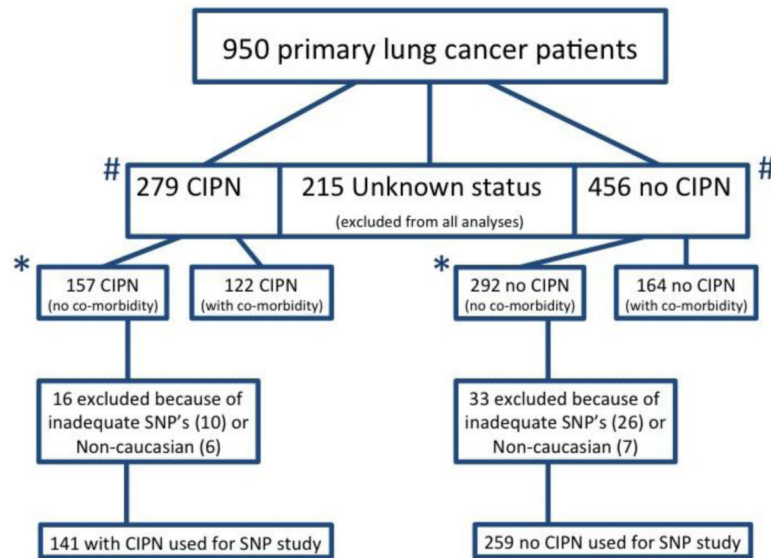 950 primary lung cancer patients
#
279 CIPN
215 Unknown status
(excluded from all analyses)
456 no CIPN
#
*
157 CIPN
(no co-morbidity)
122 CIPN
(with co-morbidity)
*
292 no CIPN
(no co-morbidity)
164 no CIPN
(with co-morbidity)
16 excluded because of
inadequate SNP's (10) or
Non-caucasian (6)
33 excluded because of
inadequate SNP's (26) or
Non-caucasian (7)
141 with CIPN used for SNP study
259 no CIPN used for SNP study